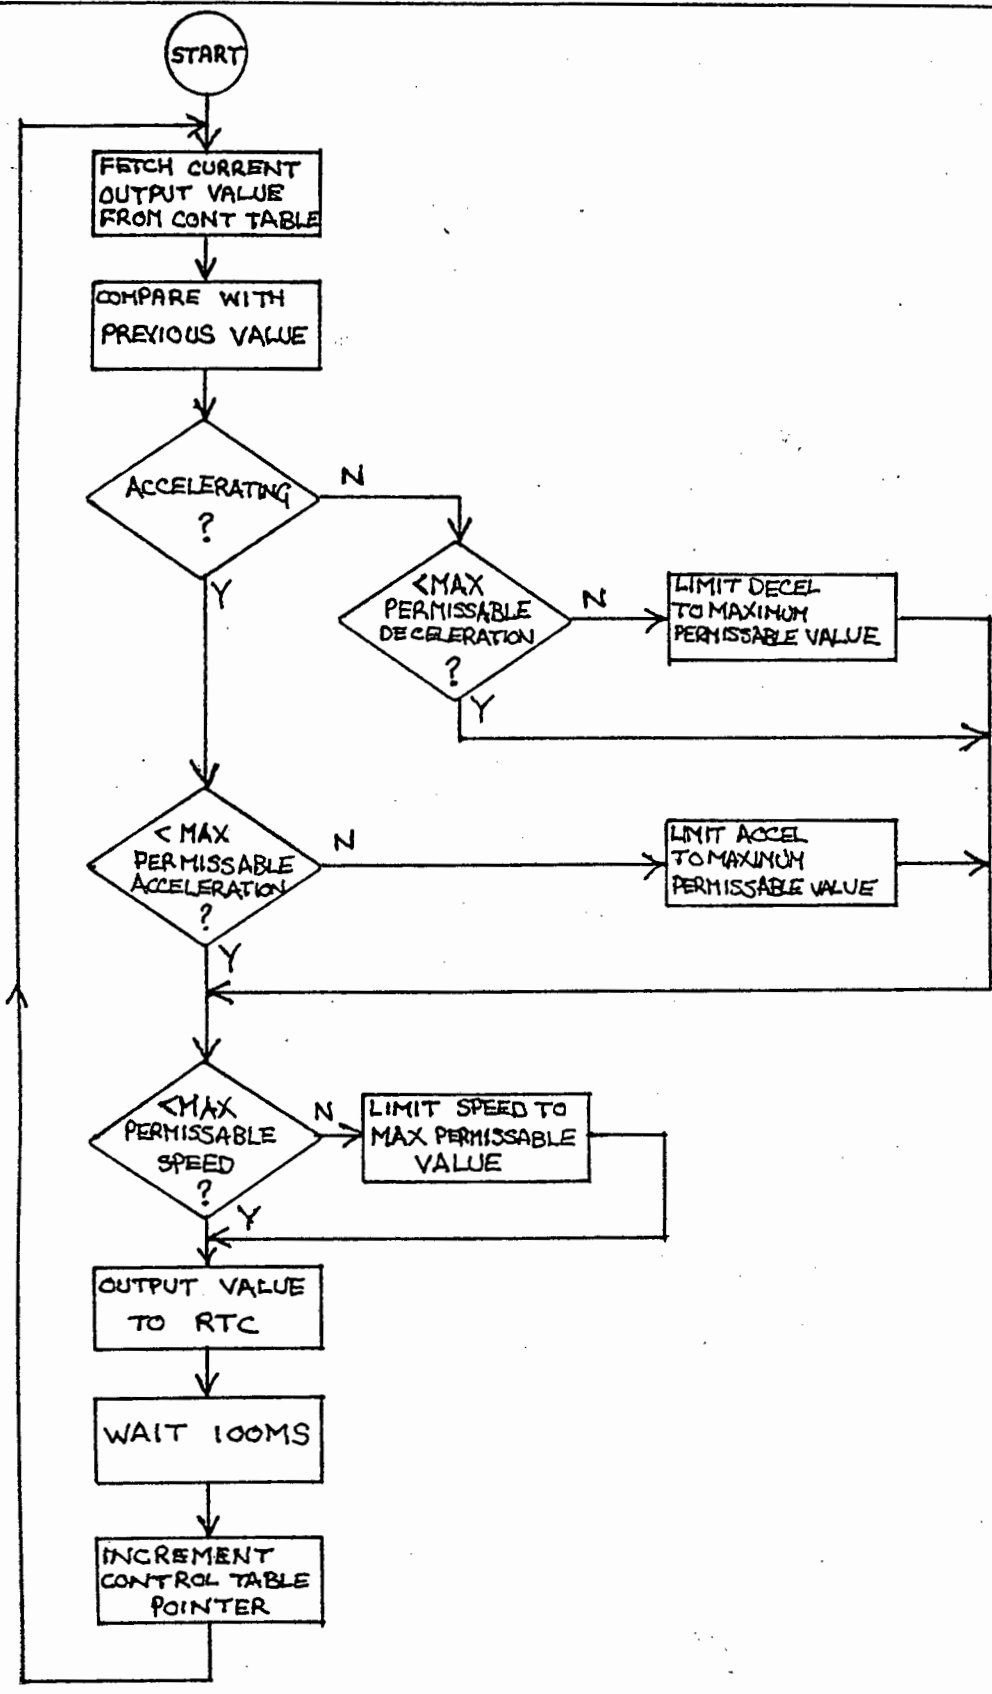 START
FETCH CURRENT
OUTPUT VALUE
FROM CONT TABLE
COMPARE WITH
PREVIOUS VALUE
ACCELERATING
?
N
Y
<MAX
PERMISSABLE
DECELERATION
?
N
Y
LIMIT DECEL
TO MAXIMUM
PERMISSABLE VALUE
< MAX
PERMISSABLE
ACCELERATION
?
N
Y
LIMIT ACCEL
TO MAXIMUM
PERMISSABLE VALUE
<MAX
PERMISSABLE
SPEED
?
N
Y
LIMIT SPEED TO
MAX PERMISSABLE
VALUE
OUTPUT VALUE
TO RTC
WAIT 100MS
INCREMENT
CONTROL TABLE
POINTER